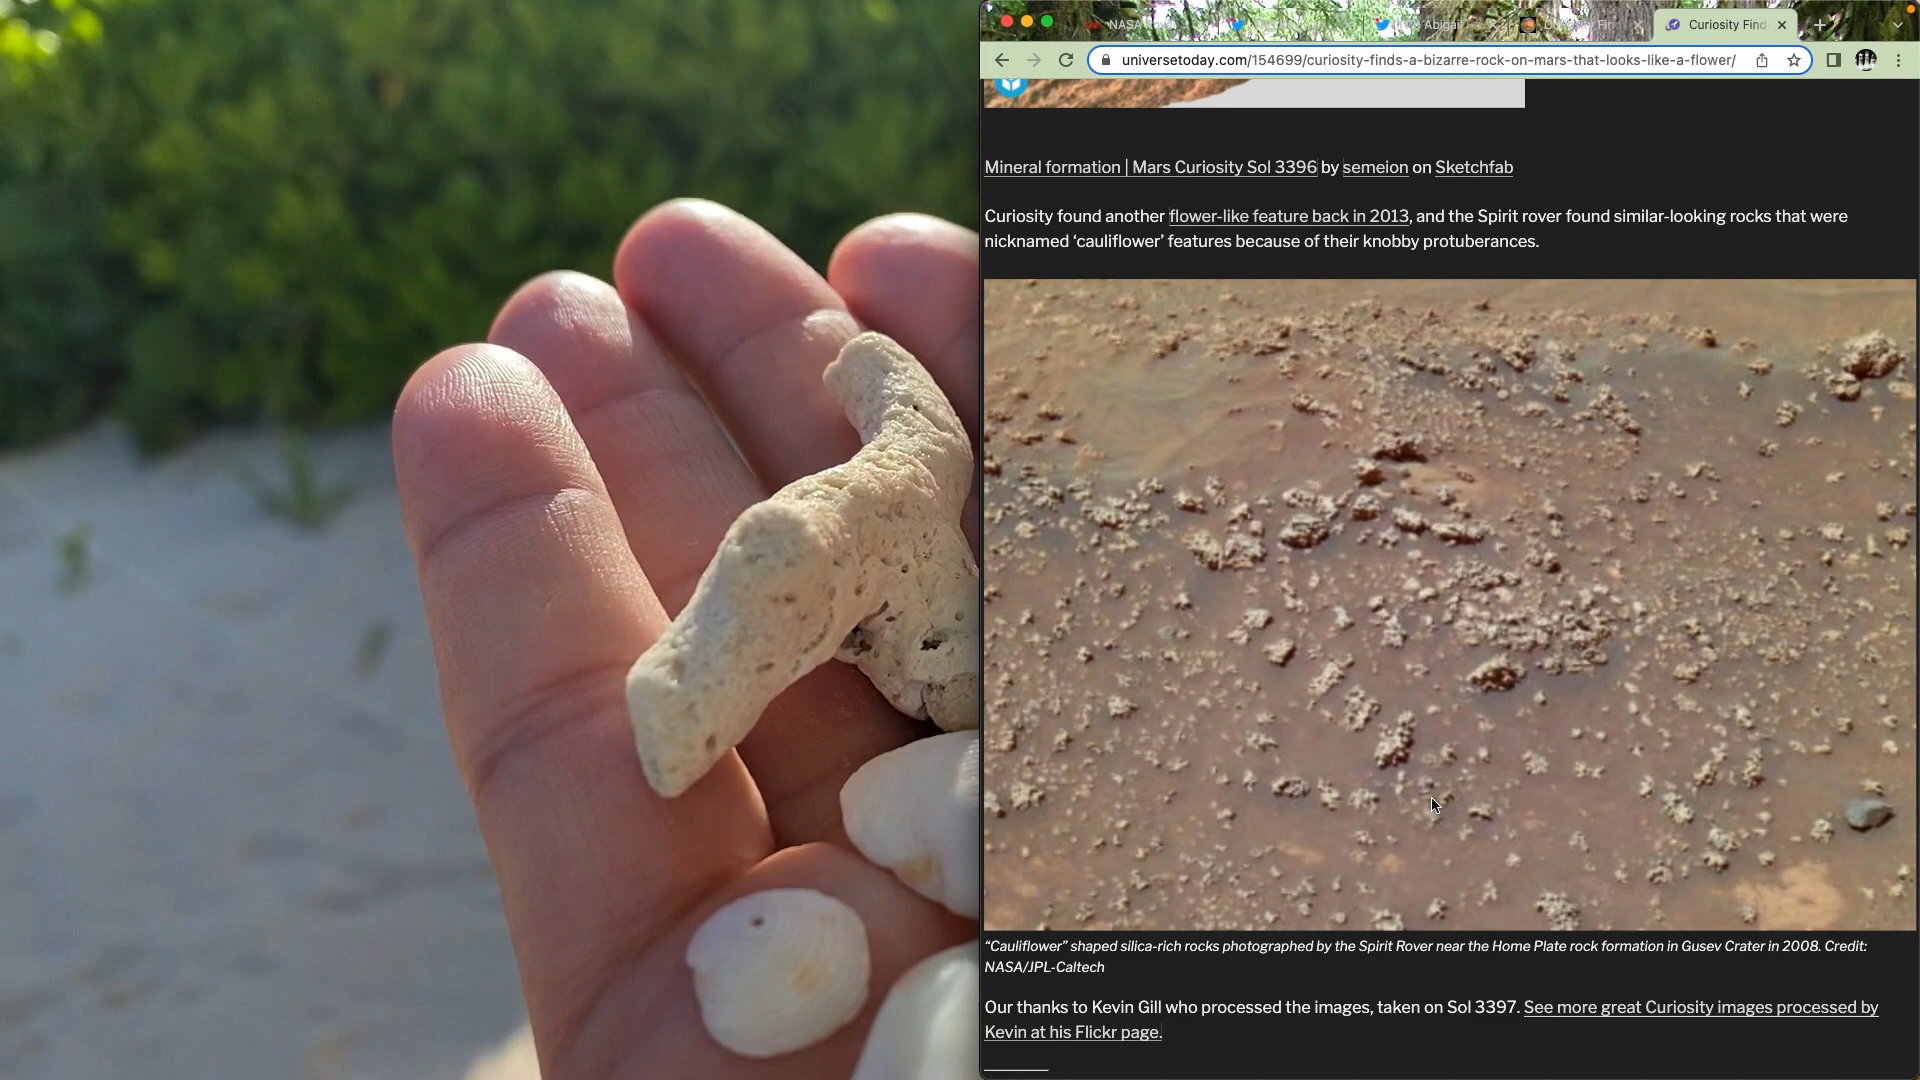 NASA
Abigai
Curiosity Find
universetoday.com/154699/curiosity-finds-a-bizarre-rock-on-mars-that-looks-like-a-flower/
Mineral formation | Mars Curiosity Sol 3396 by semeion on Sketchfab
Curiosity found another flower-like feature back in 2013, and the Spirit rover found similar-looking rocks that were
nicknamed ‘cauliflower’ features because of their knobby protuberances.
“Cauliflower” shaped silica-rich rocks photographed by the Spirit Rover near the Home Plate rock formation in Gusev Crater in 2008. Credit:
NASA/JPL-Caltech
Our thanks to Kevin Gill who processed the images, taken on Sol 3397. See more great Curiosity images processed by
Kevin at his Flickr page.